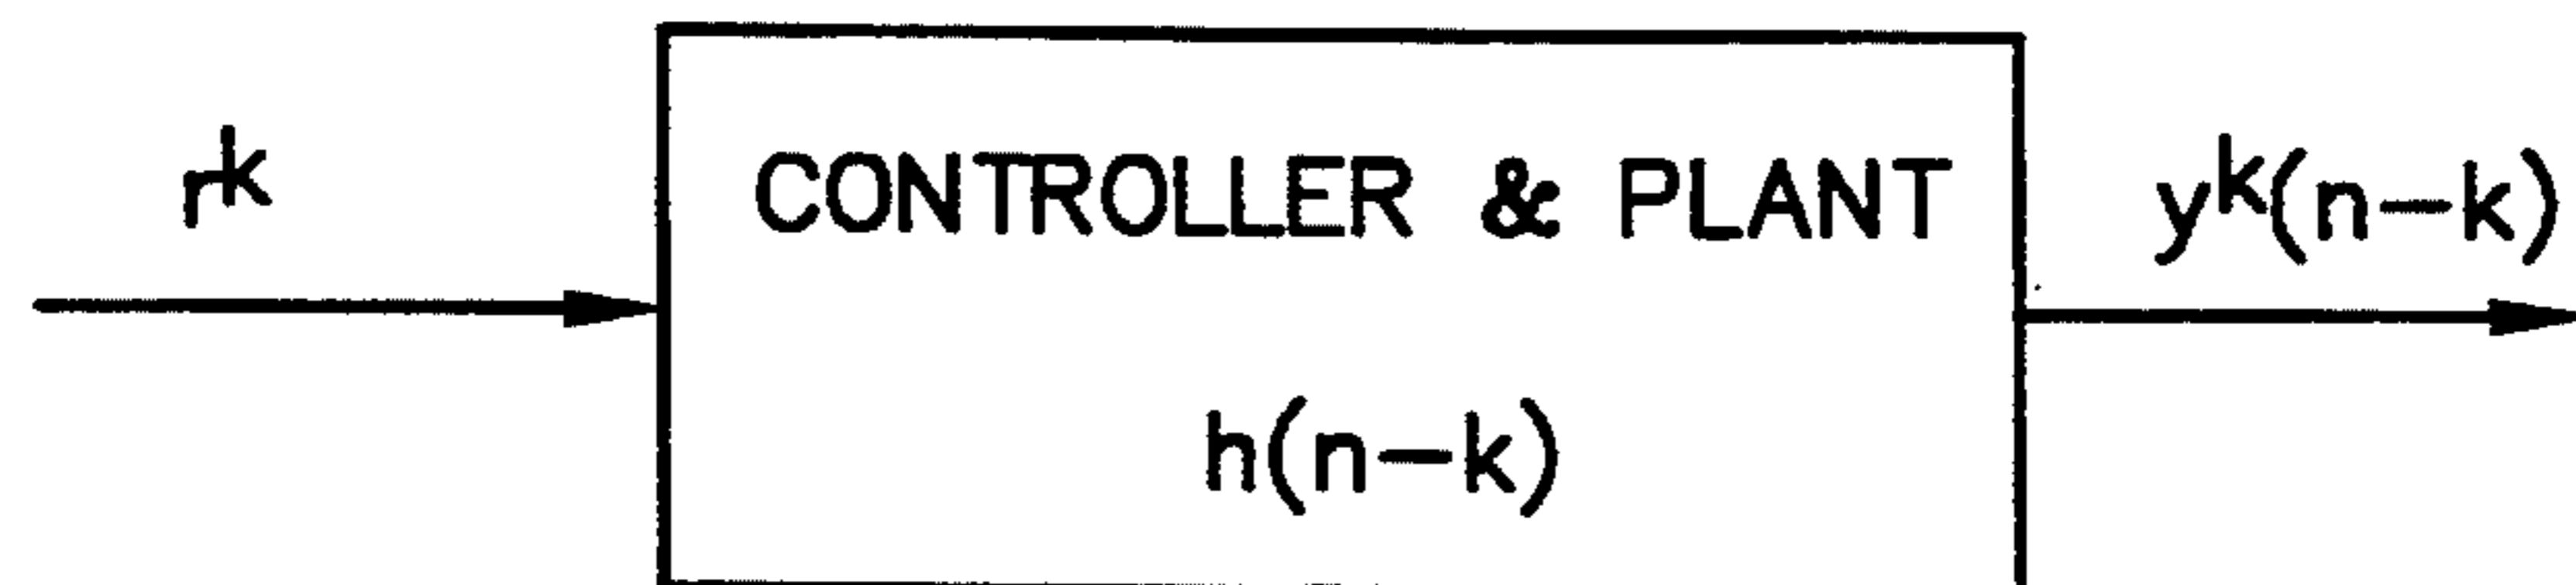 r^k
CONTROLLER & PLANT
y^k(n-k)
h(n-k)